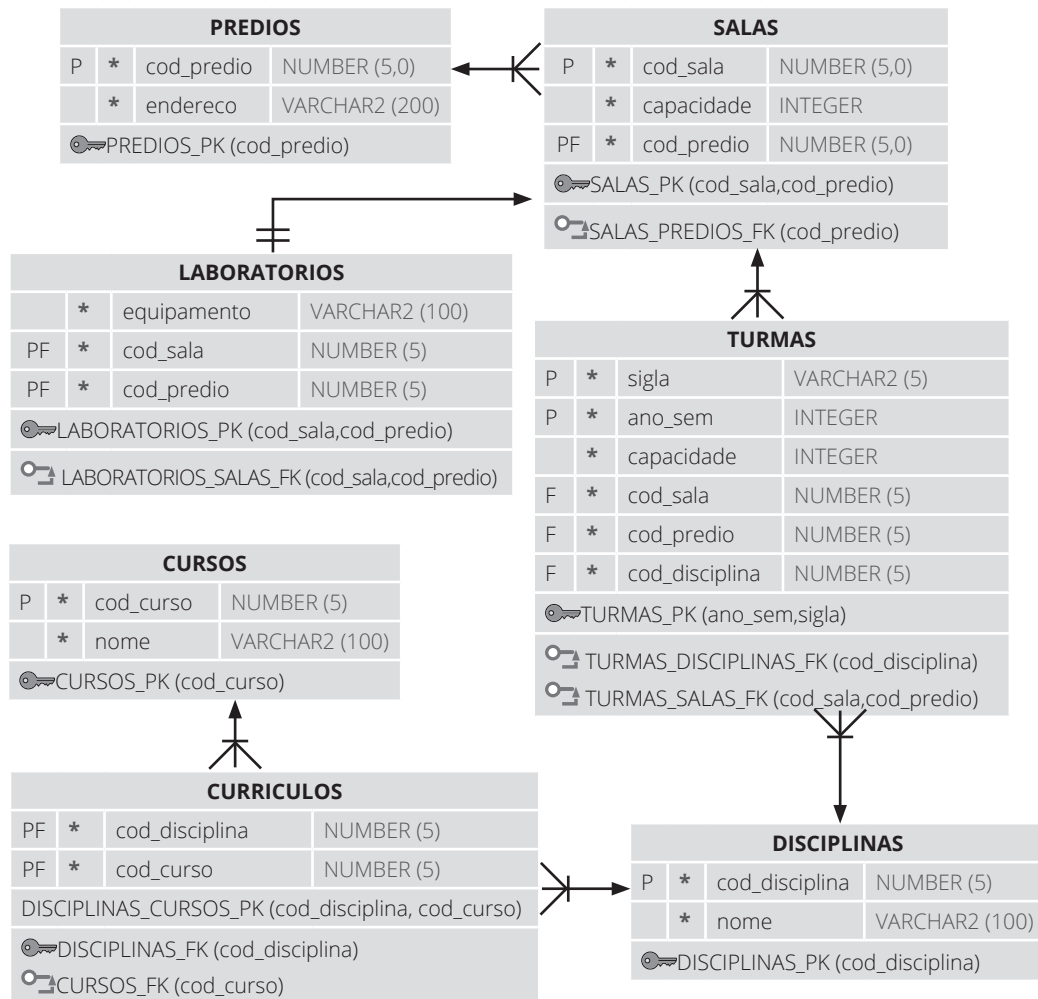 PREDIOS
P * cod_predio NUMBER (5,0)
* endereco VARCHAR2 (200)
PREDIOS_PK (cod_predio)
SALAS
P * cod_sala NUMBER (5,0)
* capacidade INTEGER
PF * cod_predio NUMBER (5,0)
SALAS_PK (cod_sala,cod_predio)
SALAS_PREDIOS_FK (cod_predio)
LABORATORIOS
* equipamento VARCHAR2 (100)
PF * cod_sala NUMBER (5)
PF * cod_predio NUMBER (5)
LABORATORIOS_PK (cod_sala,cod_predio)
LABORATORIOS_SALAS_FK (cod_sala,cod_predio)
TURMAS
P * sigla VARCHAR2 (5)
P * ano_sem INTEGER
* capacidade INTEGER
F * cod_sala NUMBER (5)
F * cod_predio NUMBER (5)
F * cod_disciplina NUMBER (5)
TURMAS_PK (ano_sem,sigla)
TURMAS_DISCIPLINAS_FK (cod_disciplina)
TURMAS_SALAS_FK (cod_sala,cod_predio)
CURSOS
P * cod_curso NUMBER (5)
* nome VARCHAR2 (100)
CURSOS_PK (cod_curso)
CURRICULOS
PF * cod_disciplina NUMBER (5)
PF * cod_curso NUMBER (5)
DISCIPLINAS_CURSOS_PK (cod_disciplina, cod_curso)
DISCIPLINAS_FK (cod_disciplina)
CURSOS_FK (cod_curso)
DISCIPLINAS
P * cod_disciplina NUMBER (5)
* nome VARCHAR2 (100)
DISCIPLINAS_PK (cod_disciplina)